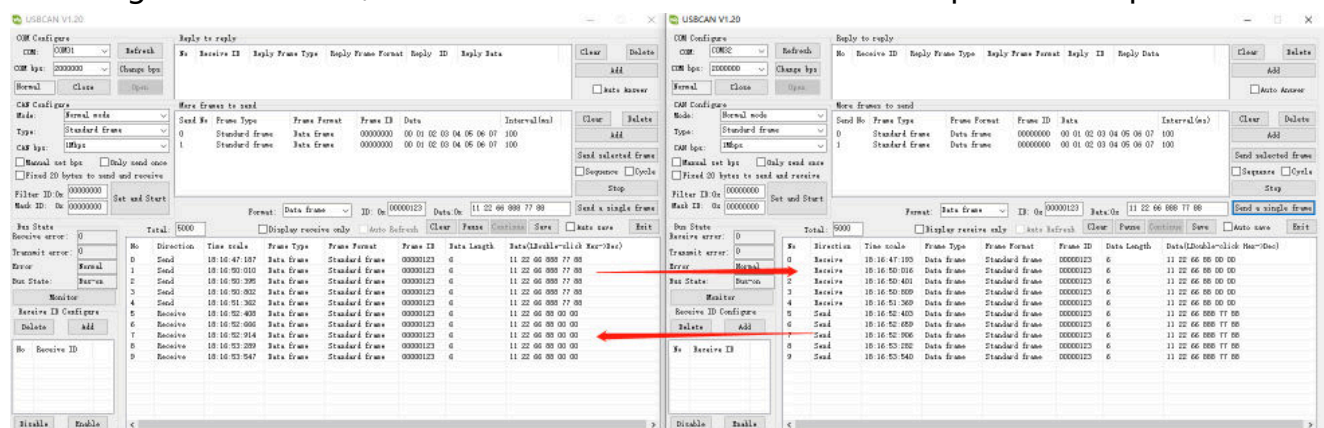 USBCAN V1.20
COM Configure
COM: COM31 Refresh
COM bps: 2000000 Change bps
Normal Close Open
CAN Configure
Mode: Normal mode
Type: Standard frame
CAN bps: 1Mbps
Manual set bps Only send once
Fixed 20 bytes to send and receive
Filter ID:0x 00000000
Mask ID: 0x 00000000 Set and Start
Bus State
Receive error: 0
Transmit error: 0
Error Normal
Bus State: Bus-on
Monitor
Receive ID Configure
Delete Add
No Receive ID
Disable Enable
Reply to reply
No Receive ID Reply Frame Type Reply Frame Format Reply ID Reply Data
Clear Delete
Add
Auto Answer
More frames to send
Send No Frame Type Frame Format Frame ID Data Interval(ms)
0 Standard frame Data frame 00000000 00 01 02 03 04 05 06 07 100
1 Standard frame Data frame 00000000 00 01 02 03 04 05 06 07 100
Clear Delete
Add
Send selected frame
Sequence Cycle
Stop
Format: Data frame ID: 0x 00000123 Data:0x 11 22 66 888 77 88 Send a single frame
Total: 5000 Display receive only Auto Refresh Clear Pause Continue Save Auto save Exit
No Direction Time scale Frame Type Frame Format Frame ID Data Length Data(LDouble-click Hex->Dec)
0 Send 18:16:47:187 Data frame Standard frame 00000123 6 11 22 66 888 77 88
1 Send 18:16:50:010 Data frame Standard frame 00000123 6 11 22 66 888 77 88
2 Send 18:16:50:395 Data frame Standard frame 00000123 6 11 22 66 888 77 88
3 Send 18:16:50:802 Data frame Standard frame 00000123 6 11 22 66 888 77 88
4 Send 18:16:51:362 Data frame Standard frame 00000123 6 11 22 66 888 77 88
5 Receive 18:16:52:408 Data frame Standard frame 00000123 6 11 22 66 88 00 00
6 Receive 18:16:52:666 Data frame Standard frame 00000123 6 11 22 66 88 00 00
7 Receive 18:16:52:914 Data frame Standard frame 00000123 6 11 22 66 88 00 00
8 Receive 18:16:53:289 Data frame Standard frame 00000123 6 11 22 66 88 00 00
9 Receive 18:16:53:547 Data frame Standard frame 00000123 6 11 22 66 88 00 00
USBCAN V1.20
COM Configure
COM: COM32 Refresh
COM bps: 2000000 Change bps
Normal Close Open
CAN Configure
Mode: Normal mode
Type: Standard frame
CAN bps: 1Mbps
Manual set bps Only send once
Fixed 20 bytes to send and receive
Filter ID:0x 00000000
Mask ID: 0x 00000000 Set and Start
Bus State
Receive error: 0
Transmit error: 0
Error Normal
Bus State: Bus-on
Monitor
Receive ID Configure
Delete Add
No Receive ID
Disable Enable
Reply to reply
No Receive ID Reply Frame Type Reply Frame Format Reply ID Reply Data
Clear Delete
Add
Auto Answer
More frames to send
Send No Frame Type Frame Format Frame ID Data Interval(ms)
0 Standard frame Data frame 00000000 00 01 02 03 04 05 06 07 100
1 Standard frame Data frame 00000000 00 01 02 03 04 05 06 07 100
Clear Delete
Add
Send selected frame
Sequence Cycle
Stop
Format: Data frame ID: 0x 00000123 Data:0x 11 22 66 888 77 88 Send a single frame
Total: 5000 Display receive only Auto Refresh Clear Pause Continue Save Auto save Exit
No Direction Time scale Frame Type Frame Format Frame ID Data Length Data(LDouble-click Hex->Dec)
0 Receive 18:16:47:193 Data frame Standard frame 00000123 6 11 22 66 88 00 00
1 Receive 18:16:50:016 Data frame Standard frame 00000123 6 11 22 66 88 00 00
2 Receive 18:16:50:401 Data frame Standard frame 00000123 6 11 22 66 88 00 00
3 Receive 18:16:50:809 Data frame Standard frame 00000123 6 11 22 66 88 00 00
4 Receive 18:16:51:369 Data frame Standard frame 00000123 6 11 22 66 88 00 00
5 Send 18:16:52:403 Data frame Standard frame 00000123 6 11 22 66 888 77 88
6 Send 18:16:52:659 Data frame Standard frame 00000123 6 11 22 66 888 77 88
7 Send 18:16:52:906 Data frame Standard frame 00000123 6 11 22 66 888 77 88
8 Send 18:16:53:282 Data frame Standard frame 00000123 6 11 22 66 888 77 88
9 Send 18:16:53:540 Data frame Standard frame 00000123 6 11 22 66 888 77 88